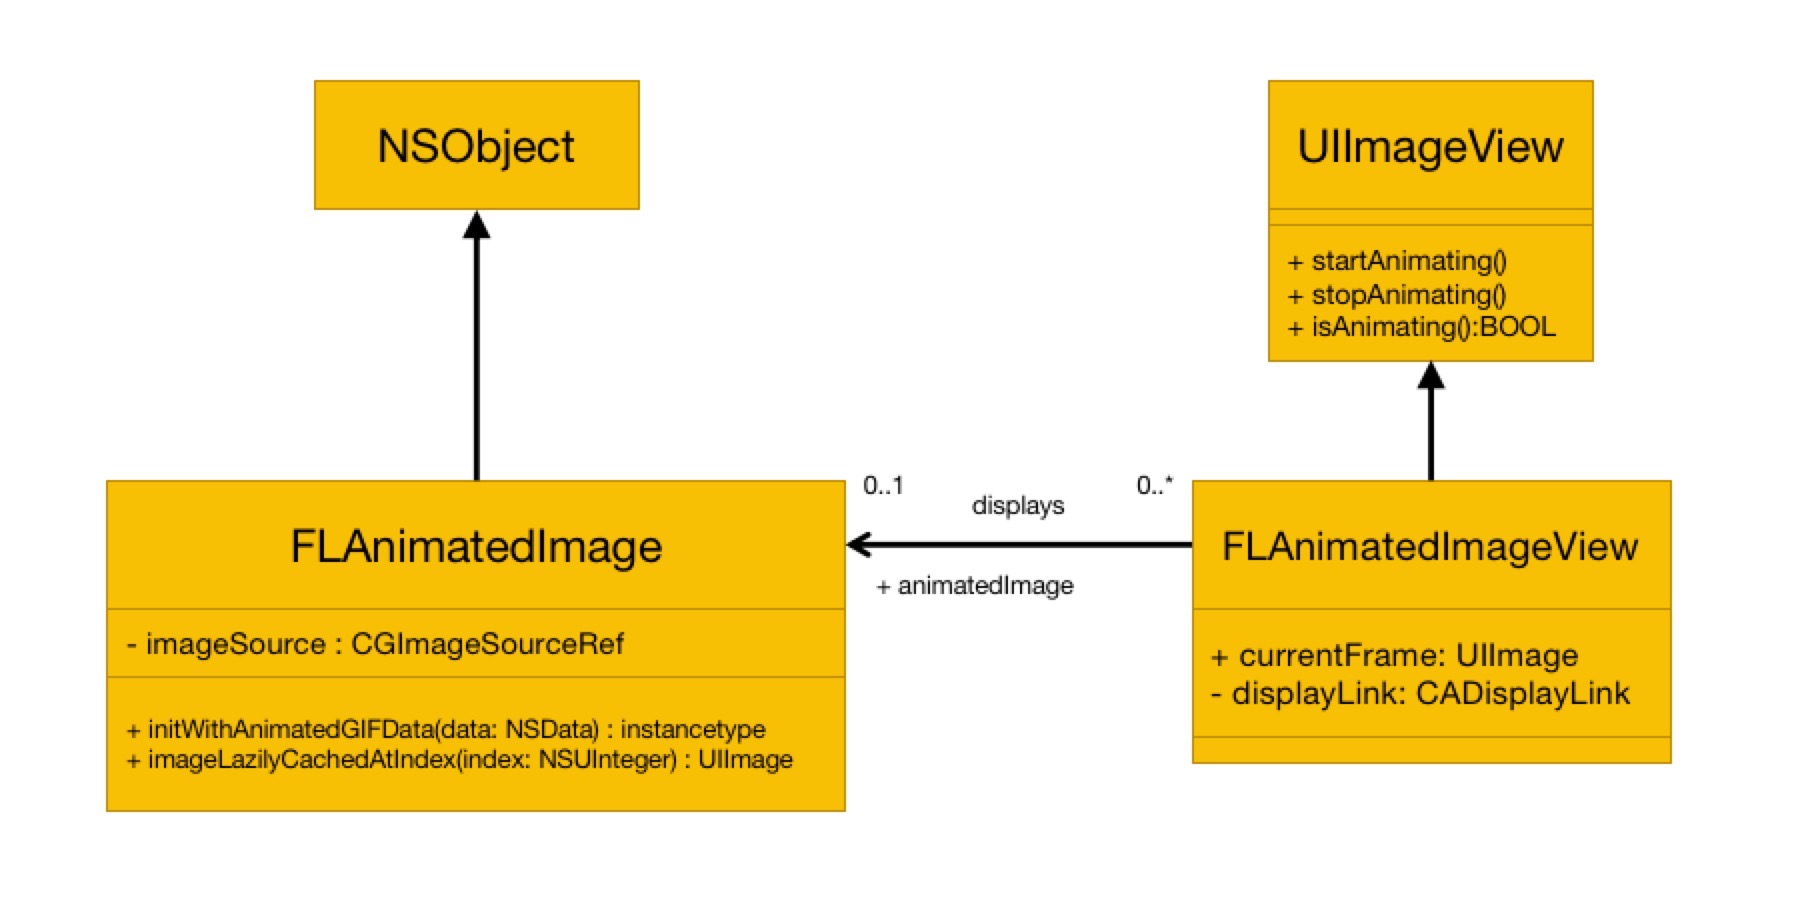 NSObject
UIImageView
+ startAnimating()
+ stopAnimating()
+ isAnimating():BOOL
FLAnimatedImage
- imageSource : CGImageSourceRef
+ initWithAnimatedGIFData(data: NSData) : instancetype
+ imageLazilyCachedAtIndex(index: NSUInteger) : UIImage
0..1
displays
0..*
+ animatedImage
FLAnimatedImageView
+ currentFrame: UIImage
- displayLink: CADisplayLink